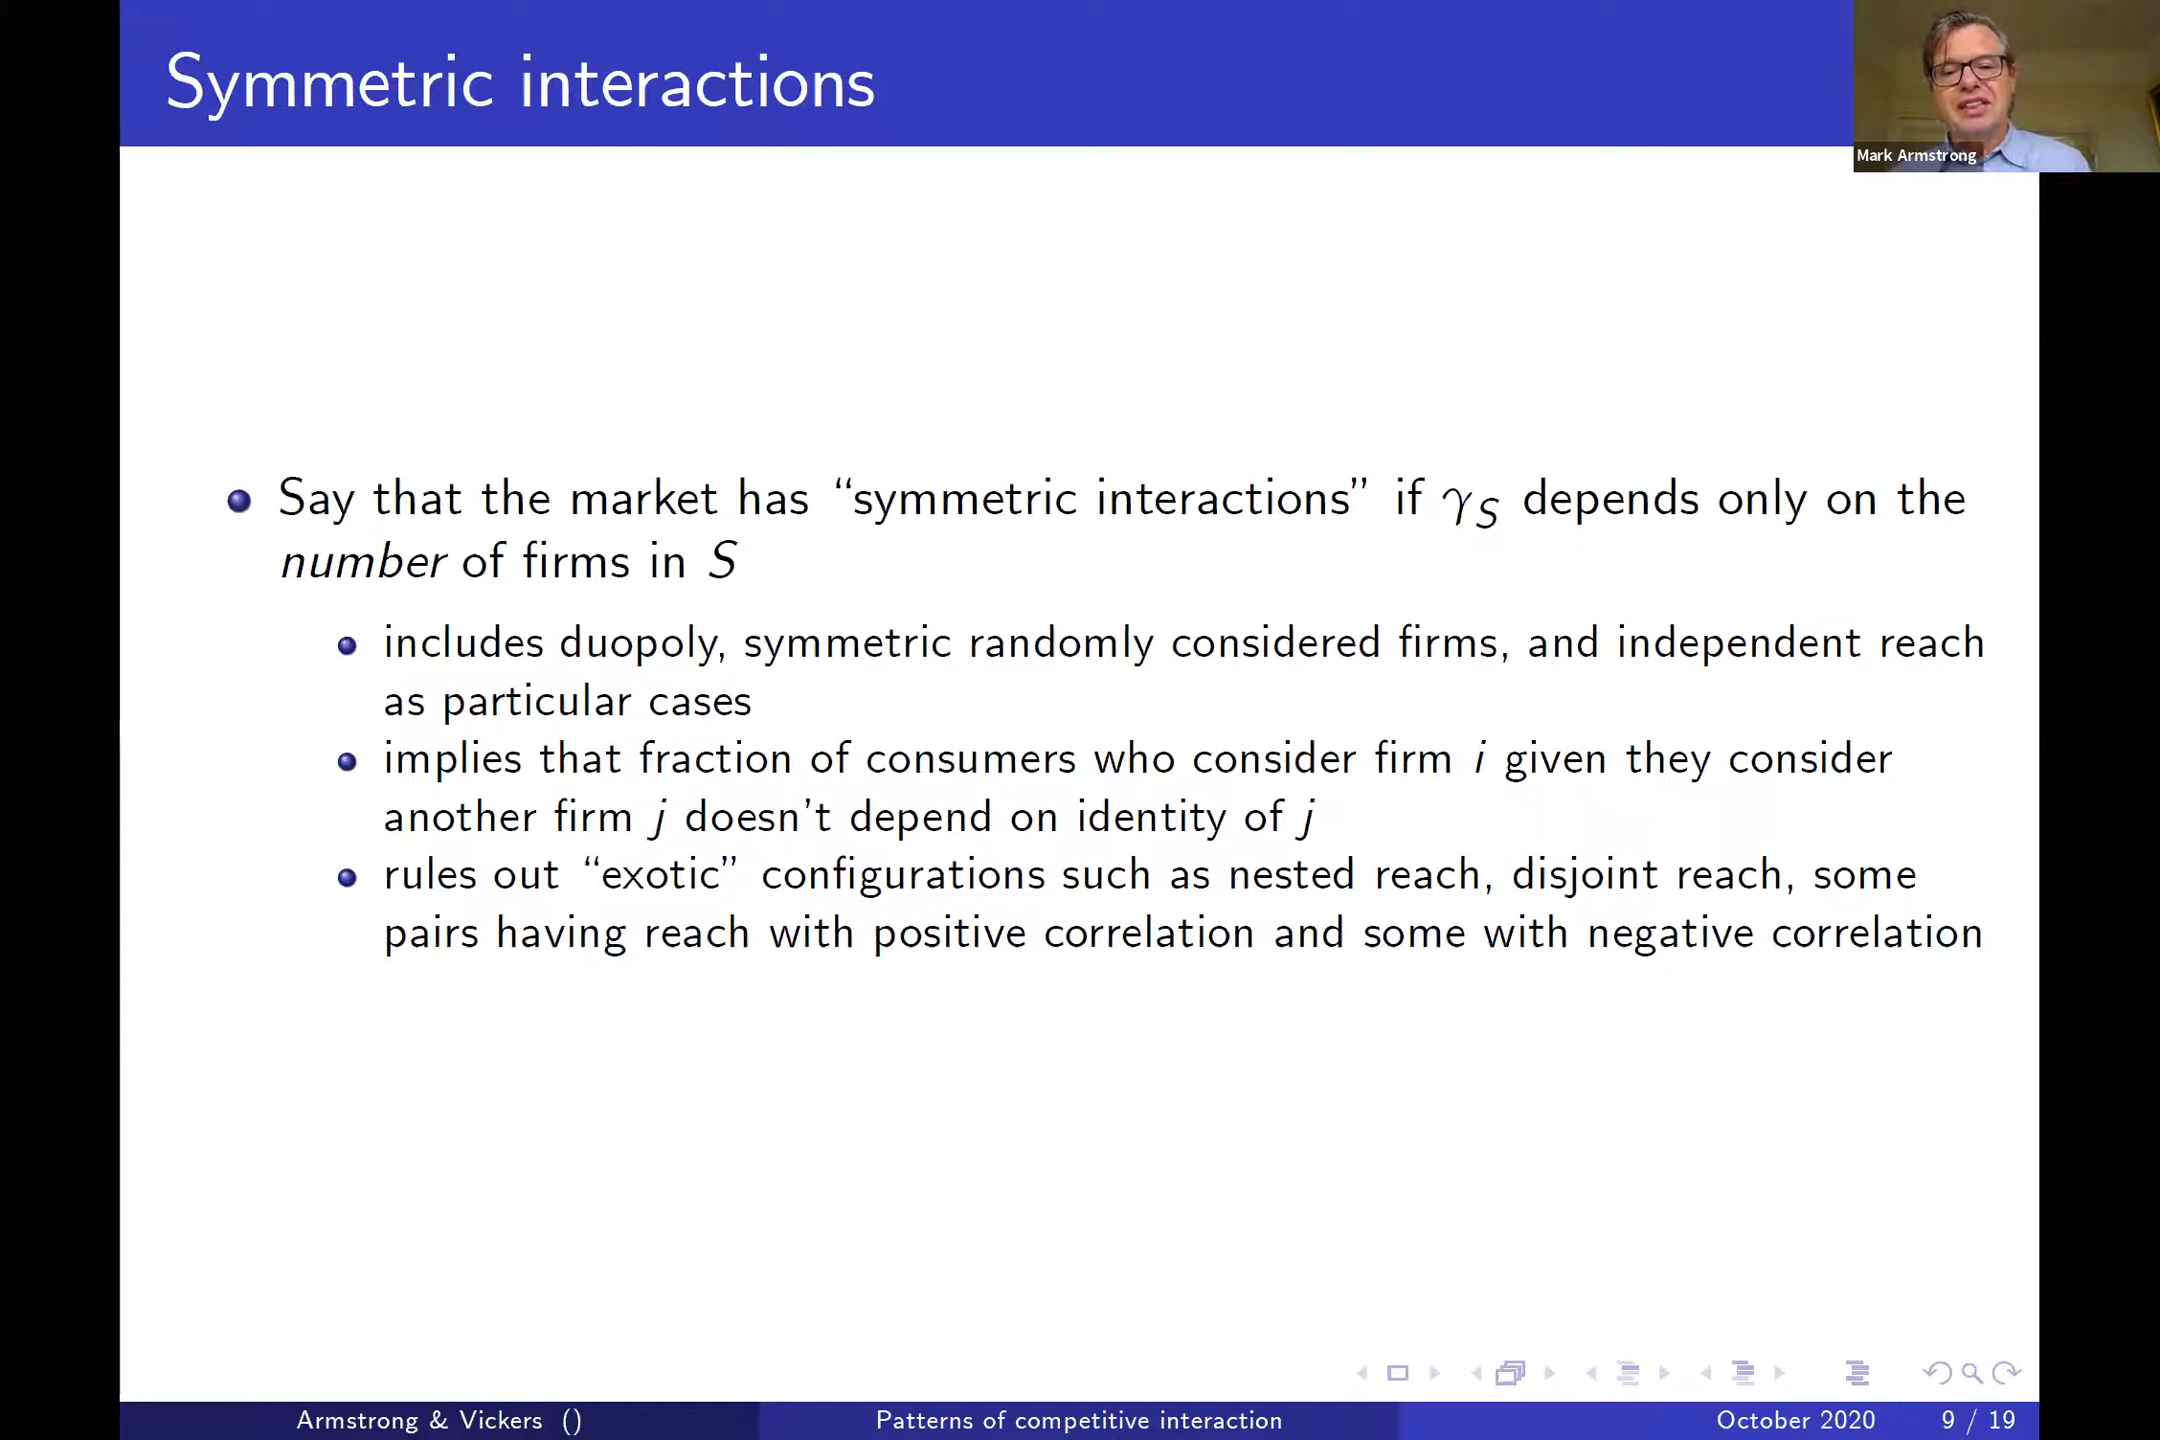 Symmetric interactions
Mark Armstrong
Say that the market has “symmetric interactions” if γ_S depends only on the
number of firms in S
includes duopoly, symmetric randomly considered firms, and independent reach
as particular cases
implies that fraction of consumers who consider firm i given they consider
another firm j doesn't depend on identity of j
rules out “exotic” configurations such as nested reach, disjoint reach, some
pairs having reach with positive correlation and some with negative correlation
Armstrong & Vickers () Patterns of competitive interaction October 2020 9 / 19